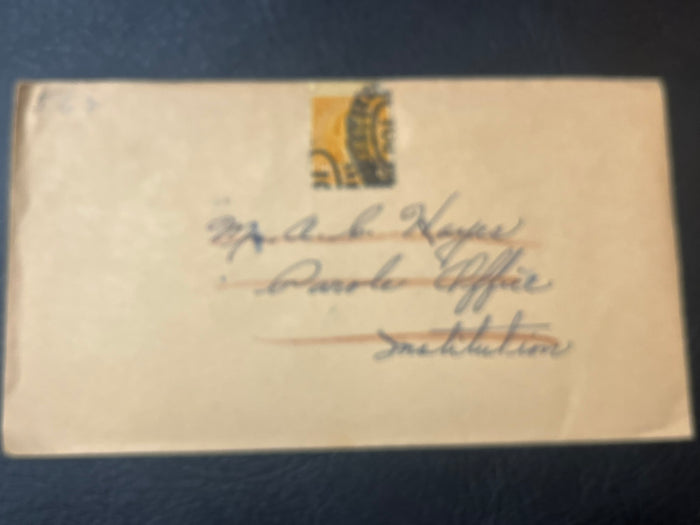 Mr. A. C. Hayes
Parole Office
Institution